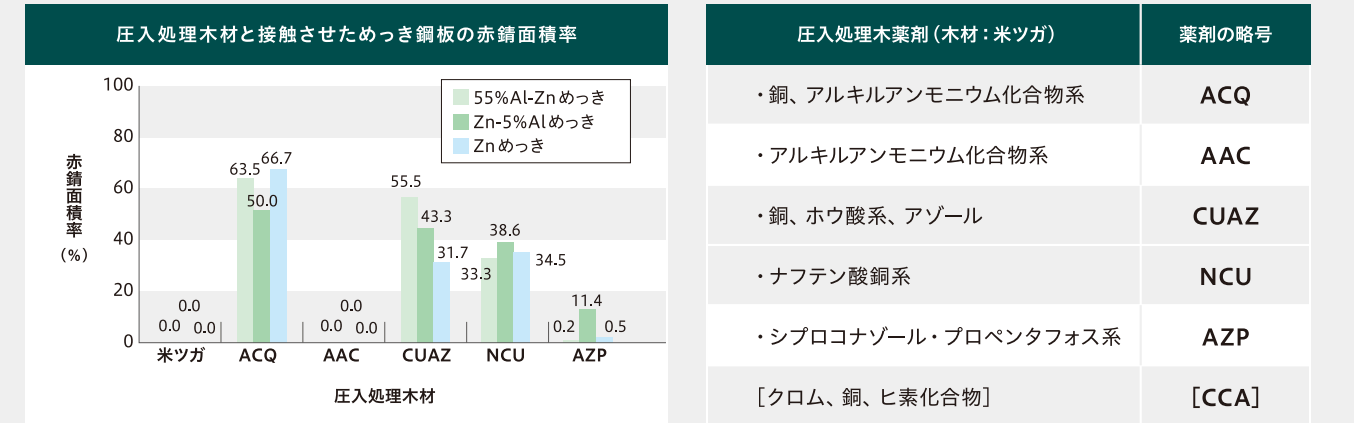 圧入処理木材と接触させためっき鋼板の赤錆面積率
赤錆面積率
(%)
100
80
60
40
20
0
55%Al-Znめっき
Zn-5%Alめっき
Znめっき
0.0
0.0
0.0
63.5
50.0
66.7
0.0
0.0
0.0
55.5
43.3
31.7
33.3
38.6
34.5
0.2
11.4
0.5
米ツガ ACQ AAC CUAZ NCU AZP
圧入処理木材
圧入処理木薬剤(木材:米ツガ) 薬剤の略号
・銅、アルキルアンモニウム化合物系 ACQ
・アルキルアンモニウム化合物系 AAC
・銅、ホウ酸系、アゾール CUAZ
・ナフテン酸銅系 NCU
・シプロコナゾール・プロペンタフォス系 AZP
[クロム、銅、ヒ素化合物] [CCA]